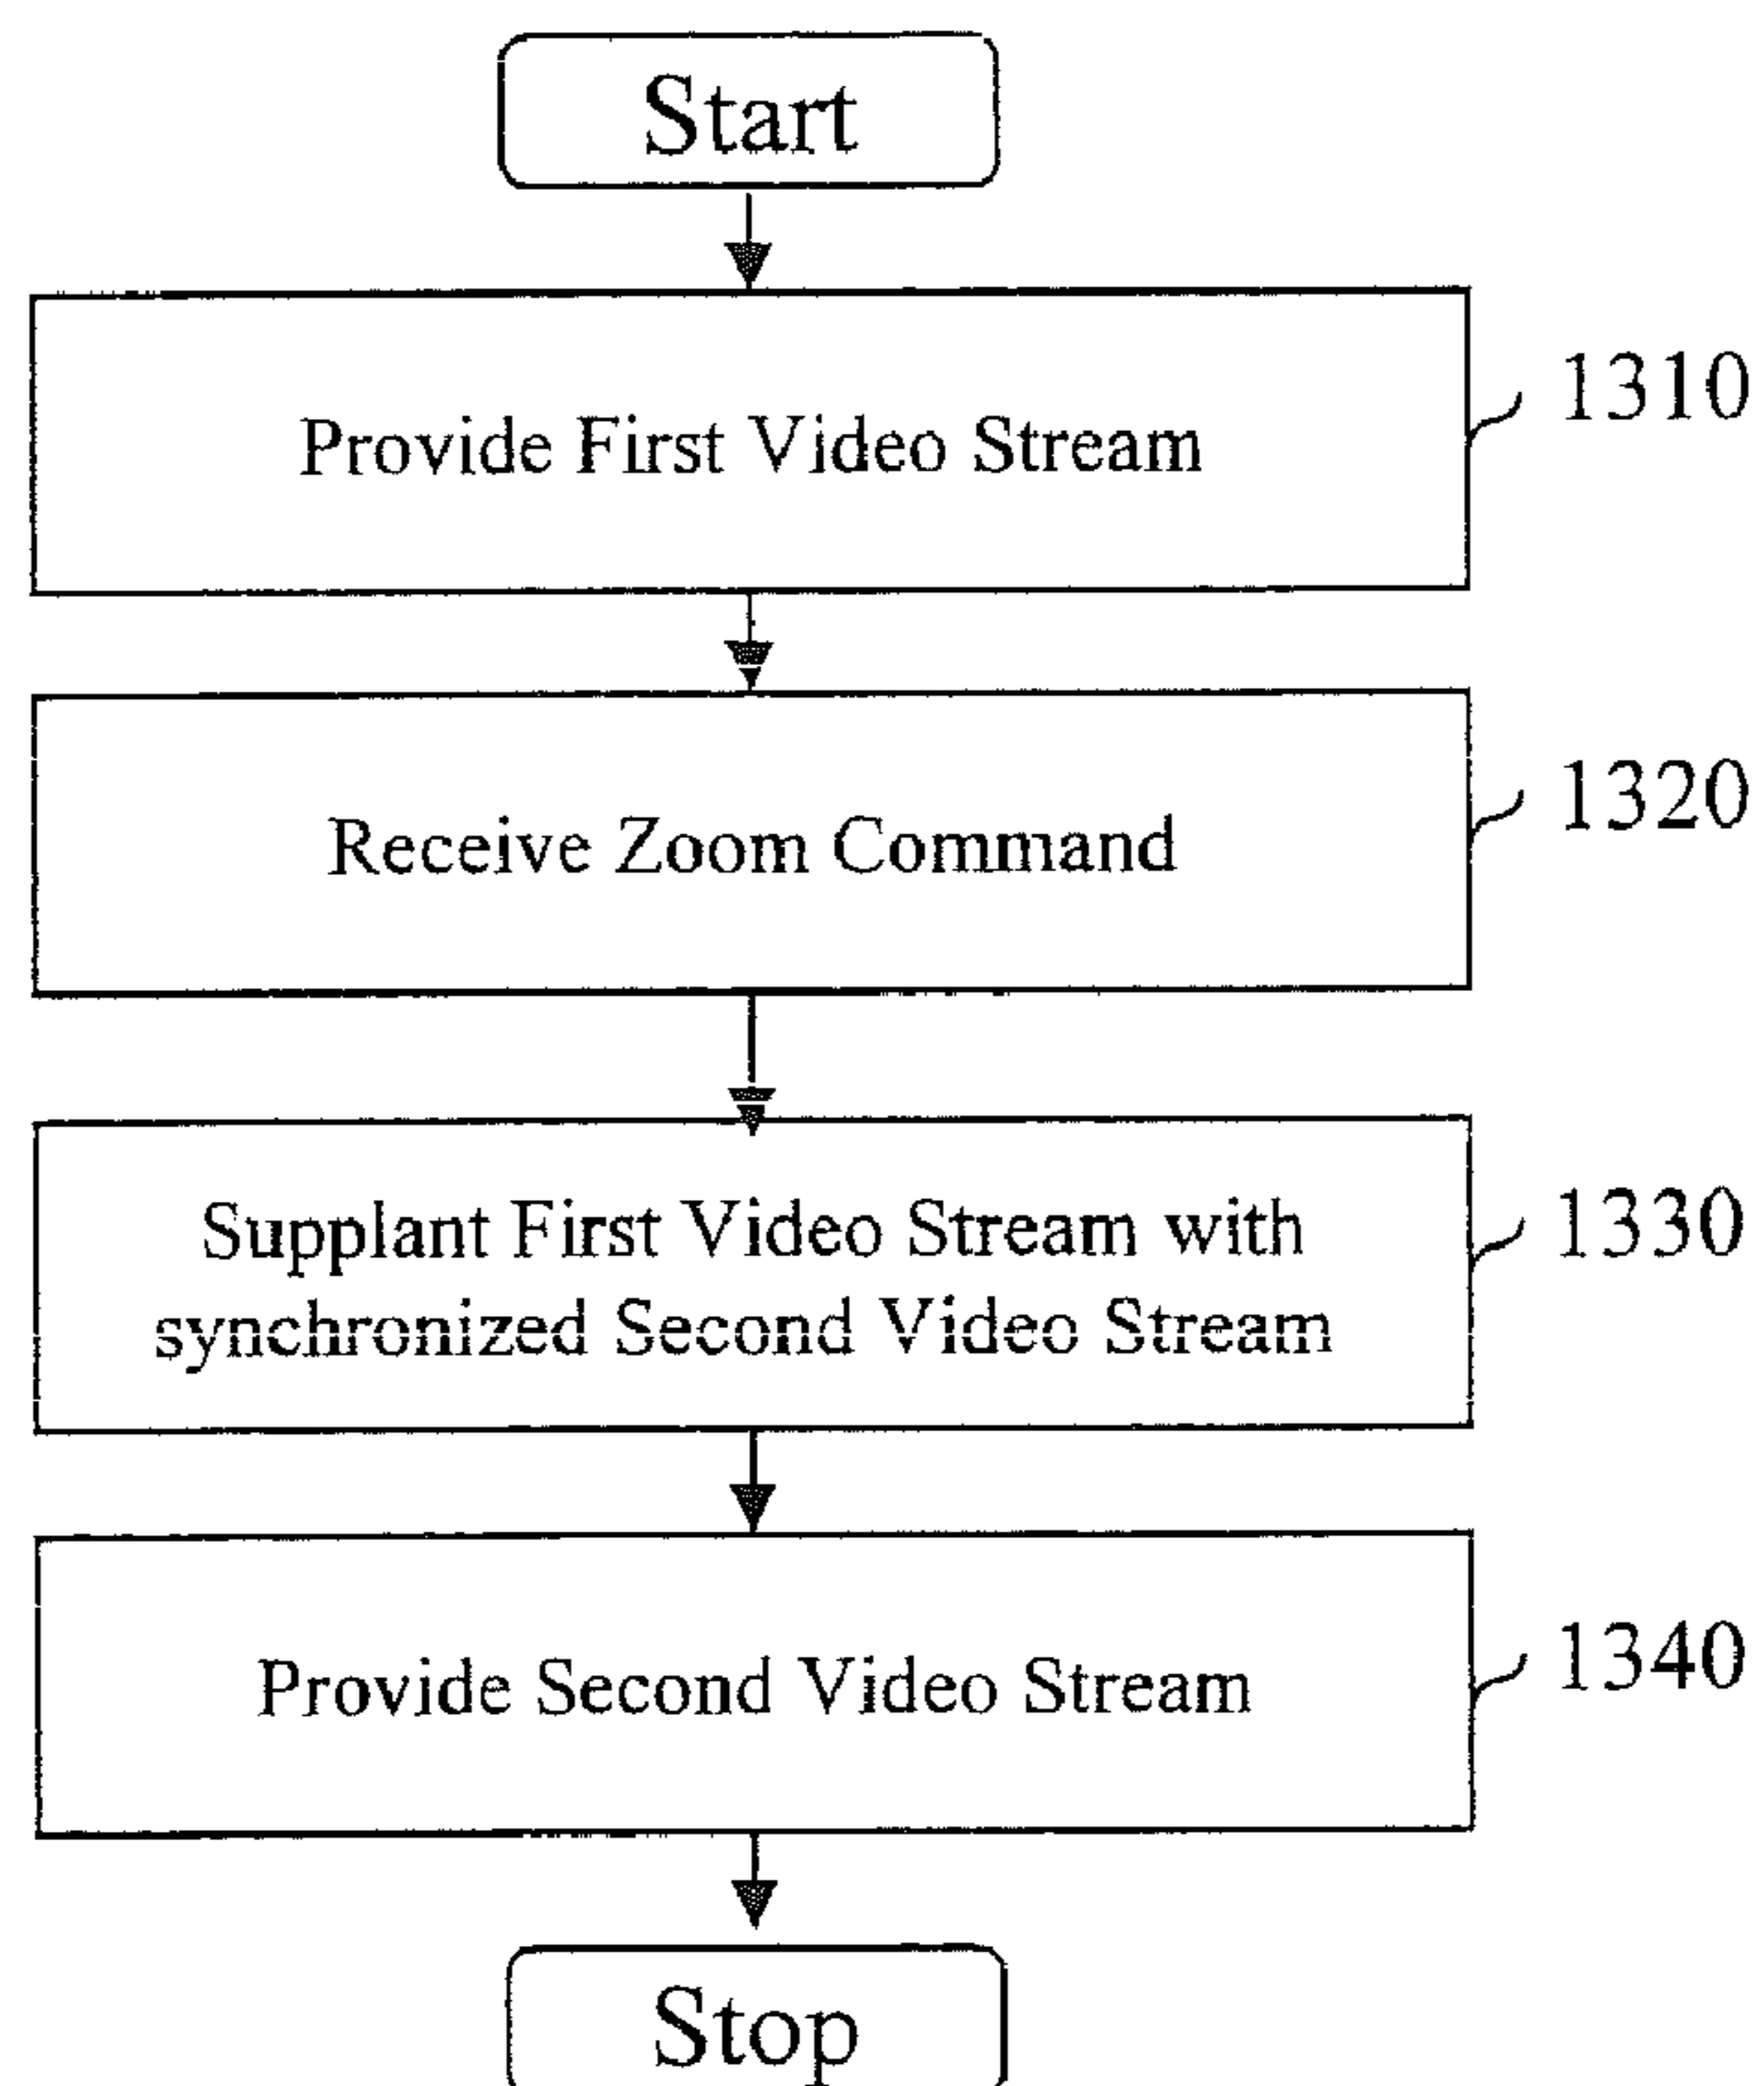 Start
Provide First Video Stream
1310
Receive Zoom Command
1320
Supplant First Video Stream with
synchronized Second Video Stream
1330
Provide Second Video Stream
1340
Stop